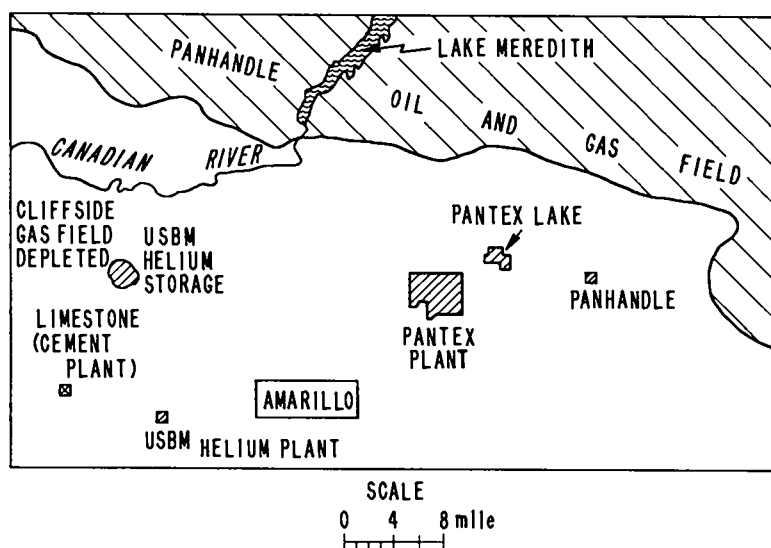 PANHANDLE
LAKE MEREDITH
OIL AND GAS FIELD
CANADIAN RIVER
CLIFFSIDE
GAS FIELD
DEPLETED
USBM
HELIUM
STORAGE
PANTEX LAKE
PANHANDLE
PANTEX
PLANT
LIMESTONE
(CEMENT
PLANT)
AMARILLO
USBM HELIUM PLANT
SCALE
0 4 8 mile